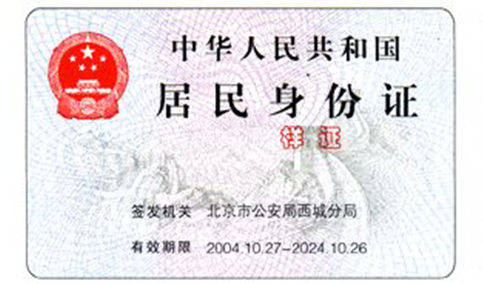 中华人民共和国
居民身份证
样证
签发机关 北京市公安局西城分局
有效期限 2004.10.27-2024.10.26